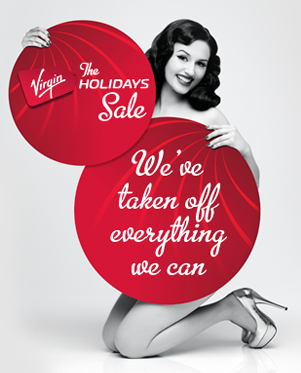 Virgin
The
HOLIDAYS
Sale
We've
taken off
everything
we can